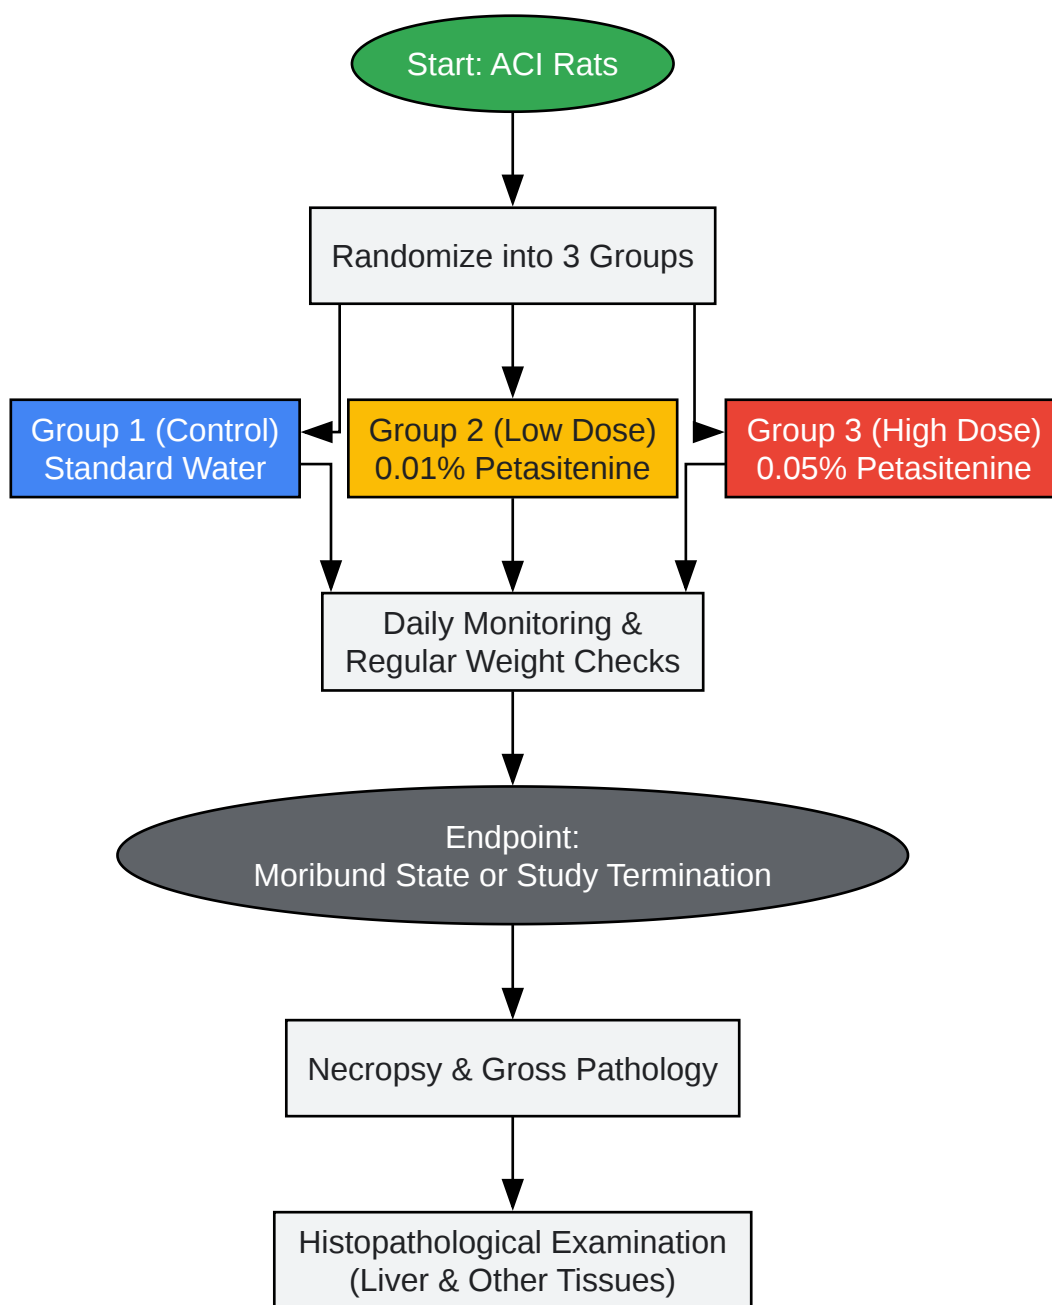 Start: ACI Rats
Randomize into 3 Groups
Group 1 (Control)
Standard Water
Group 2 (Low Dose)
0.01% Petasitenine
Group 3 (High Dose)
0.05% Petasitenine
Daily Monitoring &
Regular Weight Checks
Endpoint:
Moribund State or Study Termination
Necropsy & Gross Pathology
Histopathological Examination
(Liver & Other Tissues)